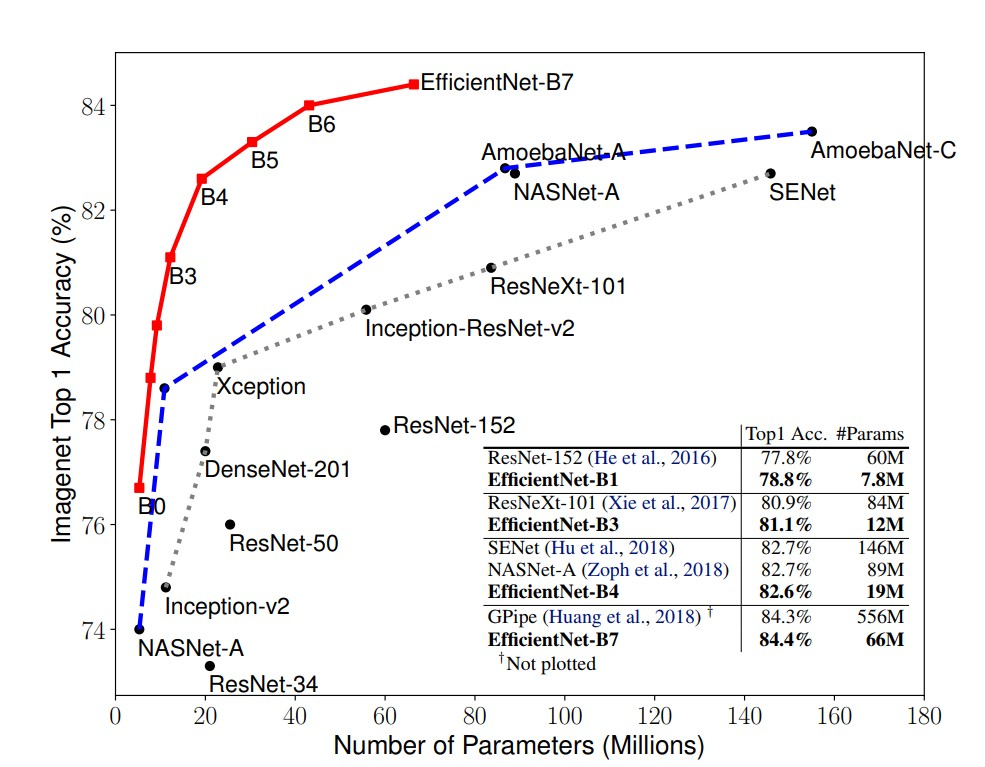 EfficientNet-B7
84
B6
AmoebaNet-A
AmoebaNet-C
B5
NASNet-A
SENet
B4
82
B3
ResNeXt-101
80
Inception-ResNet-v2
Xception
78
ResNet-152
DenseNet-201
B0
76
ResNet-50
Inception-v2
74
NASNet-A
ResNet-34
Imagenet Top 1 Accuracy (%)
Top1 Acc. #Params
ResNet-152 (He et al., 2016) 77.8% 60M
EfficientNet-B1 78.8% 7.8M
ResNeXt-101 (Xie et al., 2017) 80.9% 84M
EfficientNet-B3 81.1% 12M
SENet (Hu et al., 2018) 82.7% 146M
NASNet-A (Zoph et al., 2018) 82.7% 89M
EfficientNet-B4 82.6% 19M
GPipe (Huang et al., 2018) † 84.3% 556M
EfficientNet-B7 84.4% 66M
†Not plotted
0 20 40 60 80 100 120 140 160 180
Number of Parameters (Millions)